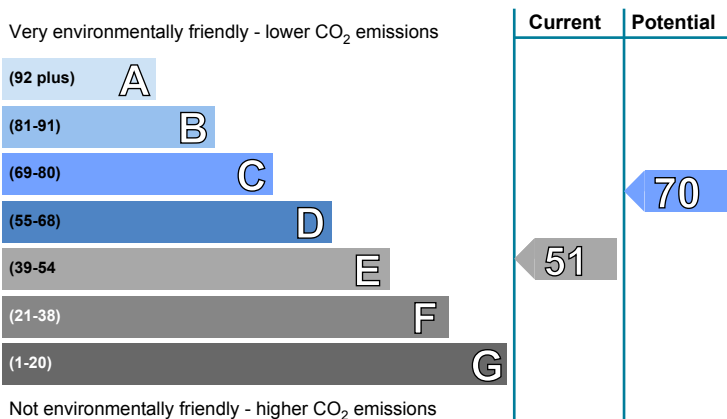 Very environmentally friendly - lower CO2 emissions
Current Potential
(92 plus) A
(81-91) B
(69-80) C
70
(55-68) D
(39-54 E
51
(21-38) F
(1-20) G
Not environmentally friendly - higher CO2 emissions